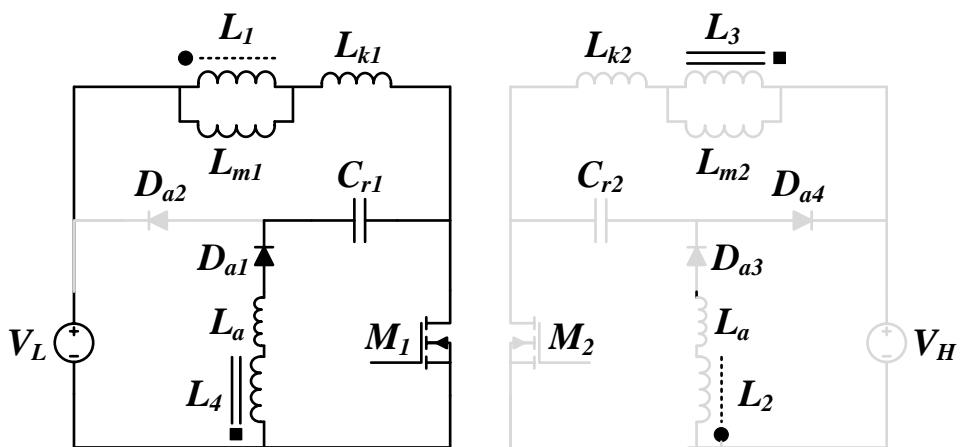 L1
L3
Lk1
Lk2
Lm1
Lm2
Da2
Cr1
Cr2
Da4
Da1
Da3
VL
La
M1
M2
La
VH
L4
L2